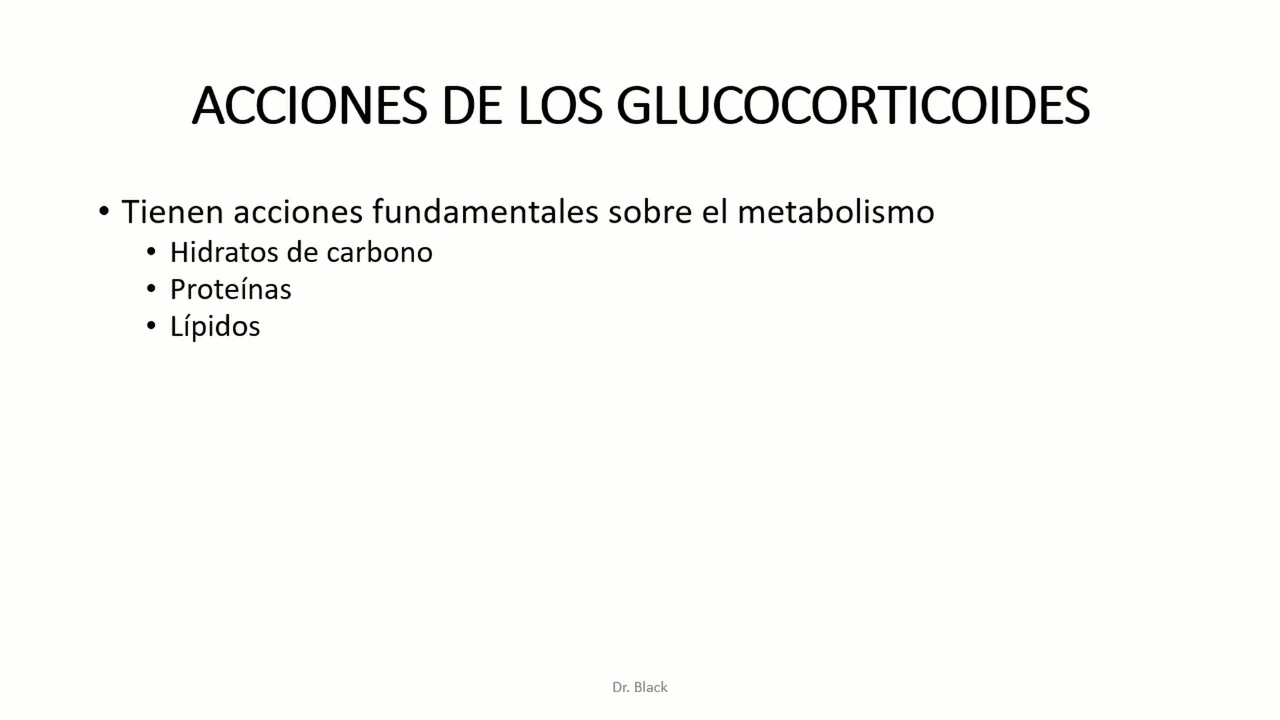 ACCIONES DE LOS GLUCOCORTICOIDES
• Tienen acciones fundamentales sobre el metabolismo
• Hidratos de carbono
• Proteínas
• Lípidos
Dr. Black